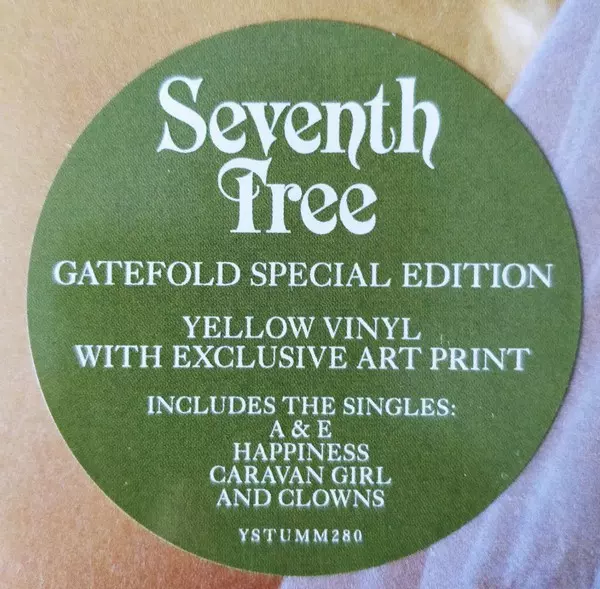 Seventh
Tree
GATEFOLD SPECIAL EDITION
YELLOW VINYL
WITH EXCLUSIVE ART PRINT
INCLUDES THE SINGLES:
A & E
HAPPINESS
CARAVAN GIRL
AND CLOWNS
YSTUMM280